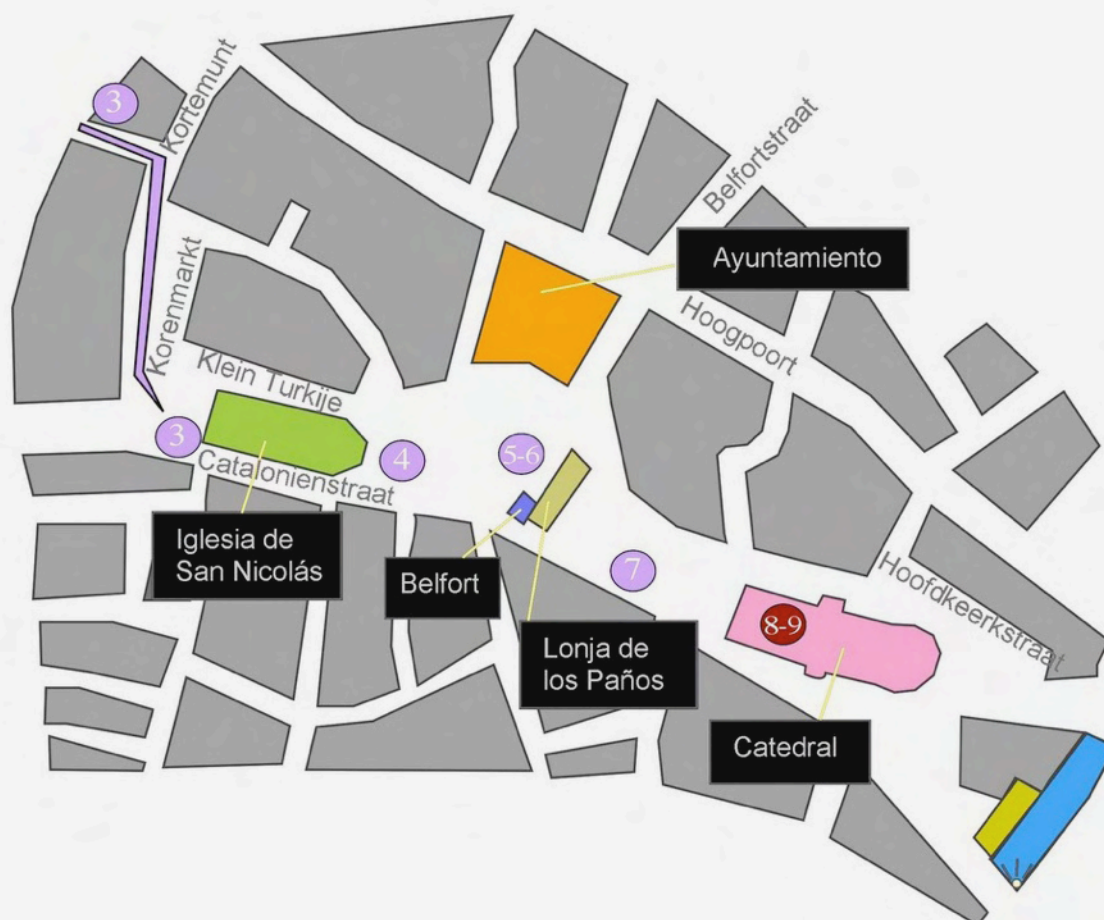 3
Kortemunt
Belfortstraat
Ayuntamiento
Korenmarkt
Hoogpoort
Klein Turkije
3
4
5-6
Catalonienstraat
Iglesia de
San Nicolás
Belfort
7
Hoofdkeerkstraat
Lonja de
los Paños
8-9
Catedral